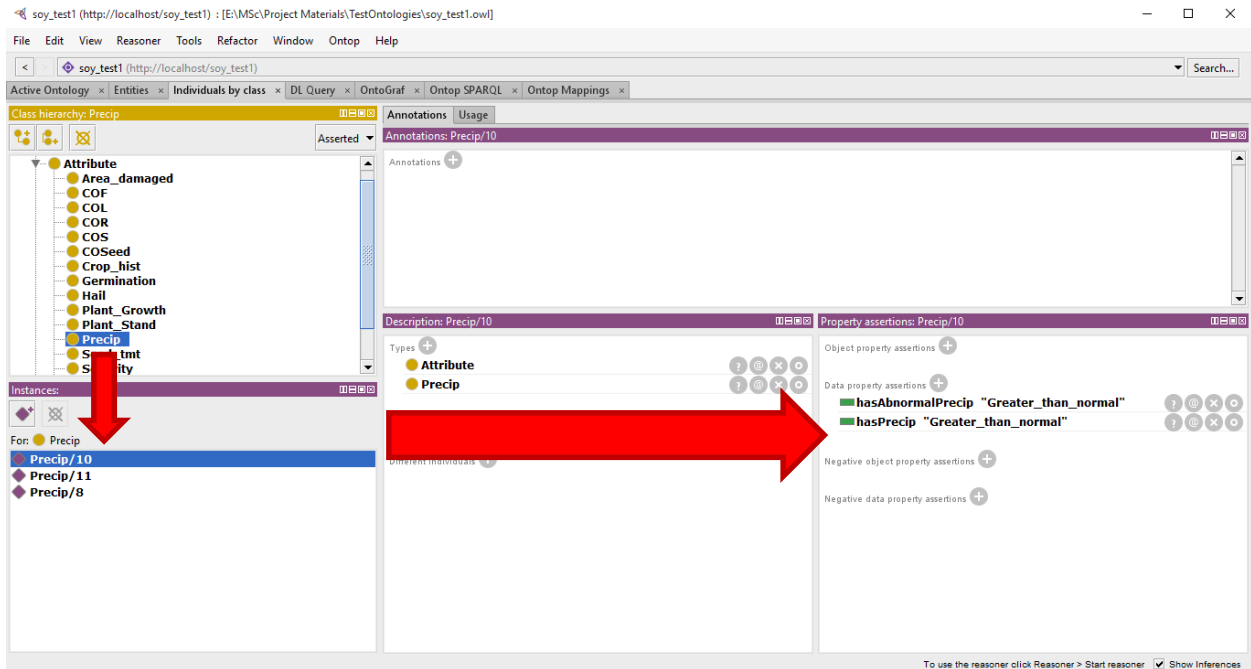 soy_test1 (http://localhost/soy_test1) : [E:\MSc\Project Materials\TestOntologies\soy_test1.owl]
File Edit View Reasoner Tools Refactor Window Ontop Help
< > soy_test1 (http://localhost/soy_test1) Search...
Active Ontology × Entities × Individuals by class × DL Query × OntoGraf × Ontop SPARQL × Ontop Mappings ×
Class hierarchy: Precip
Asserted
Attribute
Area_damaged
COF
COL
COR
COS
COSeed
Crop_hist
Germination
Hail
Plant_Growth
Plant_Stand
Precip
Instances:
For: Precip
Precip/10
Precip/11
Precip/8
Annotations Usage
Annotations: Precip/10
Annotations
Description: Precip/10
Types
Attribute
Precip
Different Individuals
Property assertions: Precip/10
Object property assertions
Data property assertions
hasAbnormalPrecip "Greater_than_normal"
hasPrecip "Greater_than_normal"
Negative object property assertions
Negative data property assertions
To use the reasoner click Reasoner > Start reasoner Show Inferences